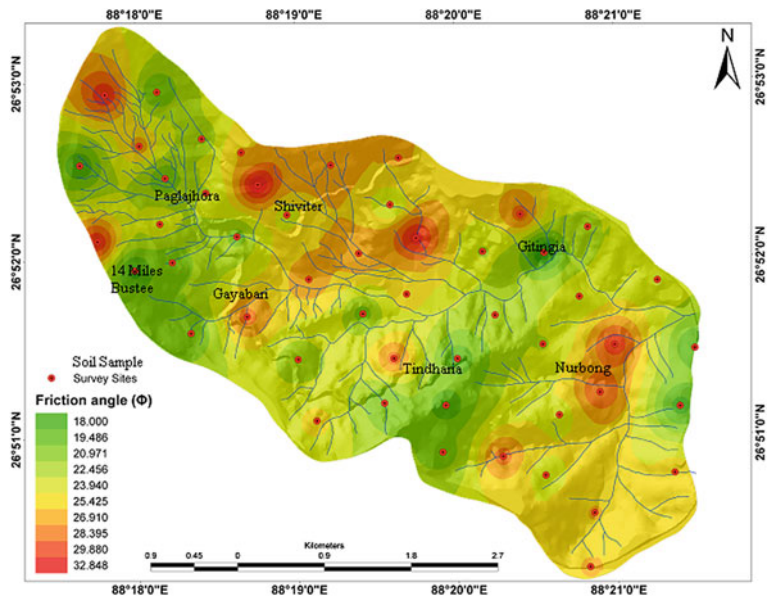 88°18'0"E 88°19'0"E 88°20'0"E 88°21'0"E
N
26°53'0"N
26°53'0"N
Paglajhora
Shiviter
Gitingia
26°52'0"N
26°52'0"N
14 Miles
Bustee
Gayabari
Tindharia
Nurbong
Soil Sample
Survey Sites
Friction angle (Φ)
18.000
19.486
20.971
22.456
23.940
25.425
26.910
28.395
29.880
32.848
26°51'0"N
26°51'0"N
Kilometers
0.9 0.45 0 0.9 1.8 2.7
88°18'0"E 88°19'0"E 88°20'0"E 88°21'0"E